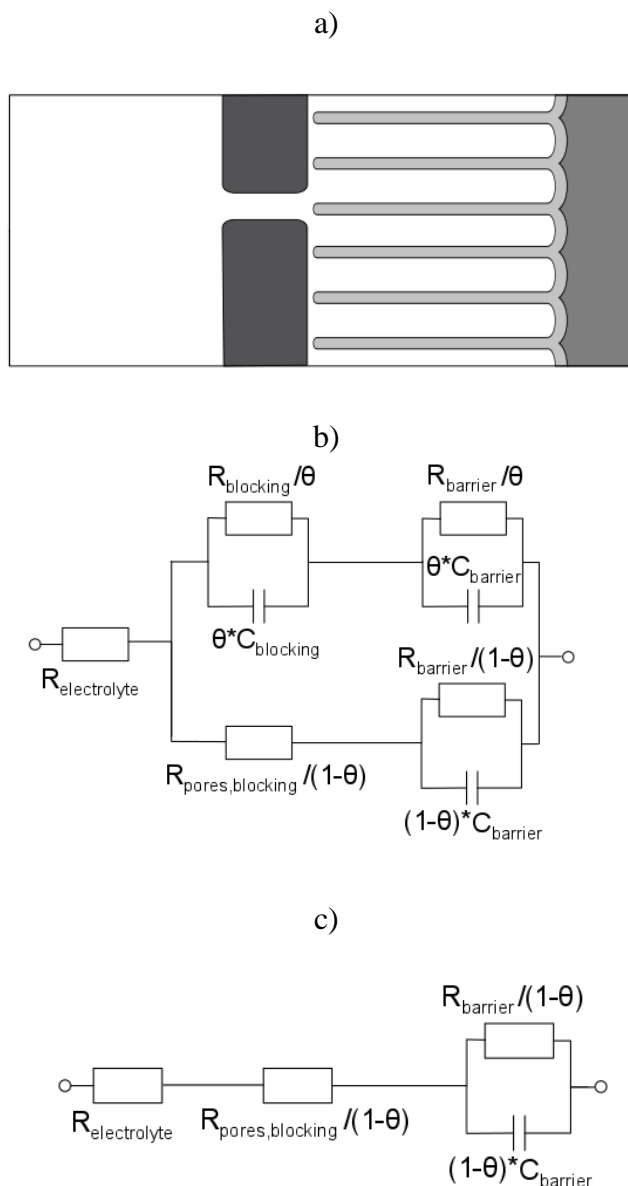 a)
b)
R_blocking/θ
R_barrier/θ
θ*C_blocking
θ*C_barrier
R_electrolyte
R_barrier/(1-θ)
R_pores,blocking/(1-θ)
(1-θ)*C_barrier
c)
R_barrier/(1-θ)
R_electrolyte
R_pores,blocking/(1-θ)
(1-θ)*C_barrier